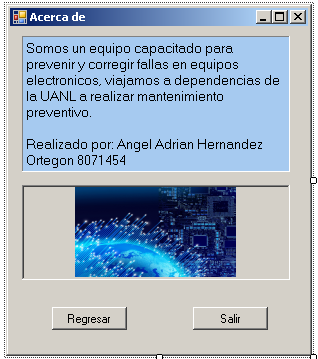 Acerca de
Somos un equipo capacitado para
prevenir y corregir fallas en equipos
electronicos, viajamos a dependencias de
la UANL a realizar mantenimiento
preventivo.
Realizado por: Angel Adrian Hernandez
Ortegon 8071454
Regresar
Salir